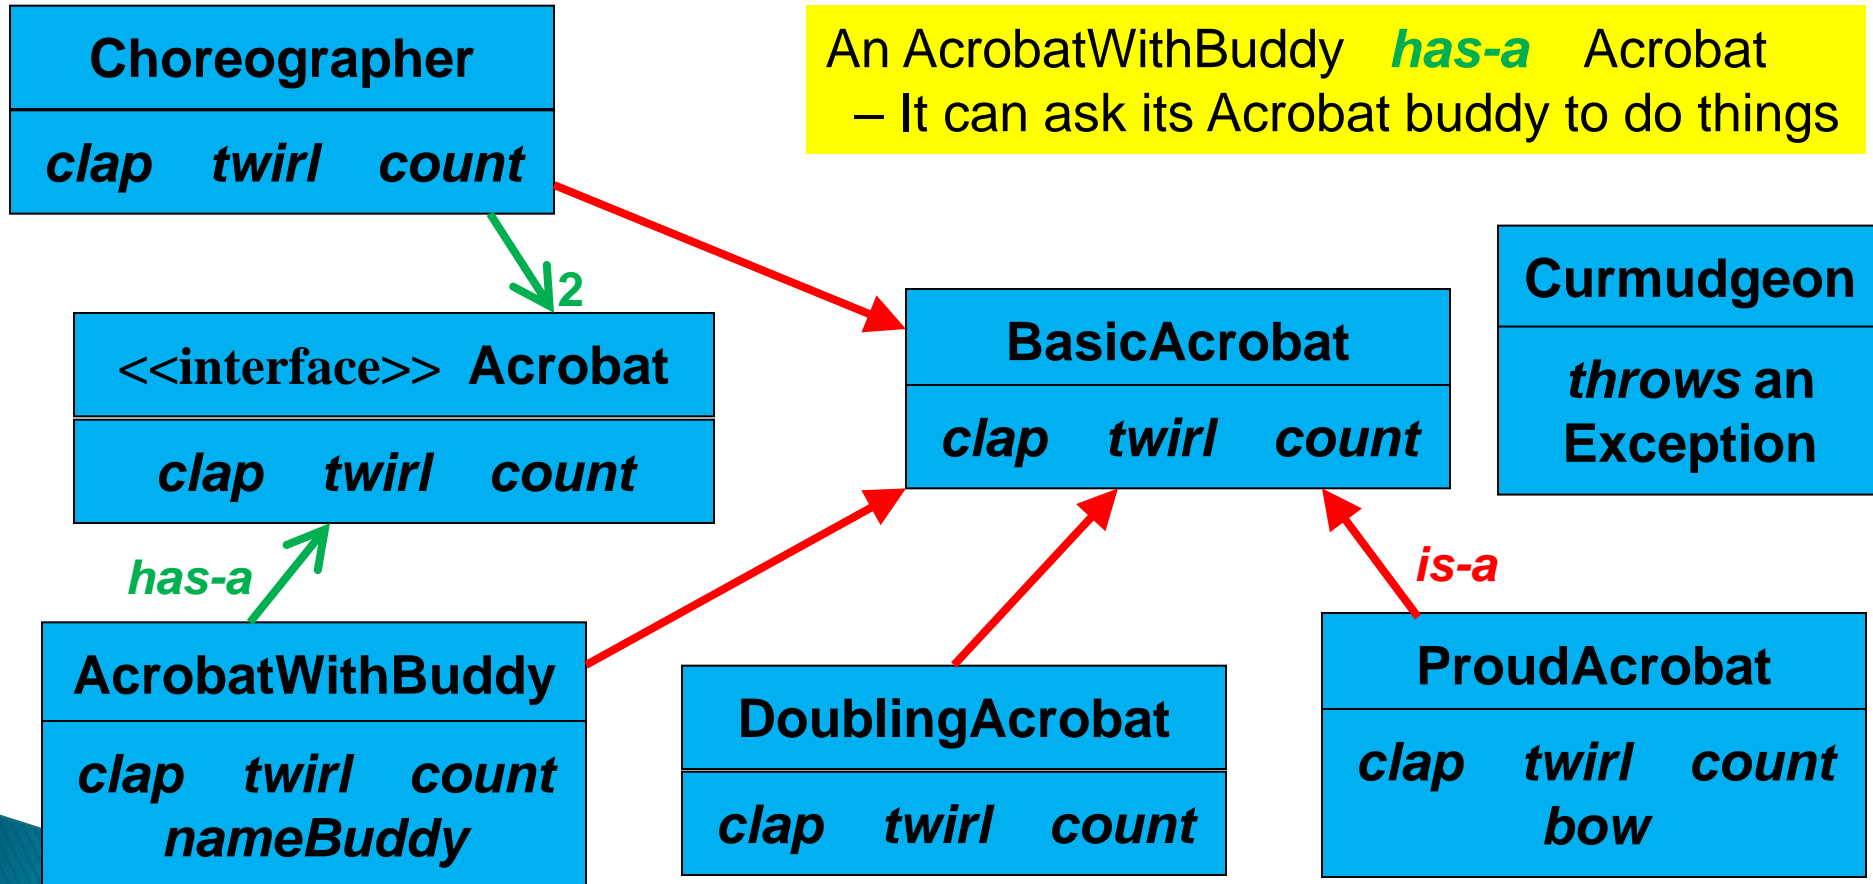 Choreographer
clap twirl count
An AcrobatWithBuddy has-a Acrobat
– It can ask its Acrobat buddy to do things
2
<<interface>> Acrobat
clap twirl count
BasicAcrobat
clap twirl count
Curmudgeon
throws an
Exception
has-a
is-a
AcrobatWithBuddy
clap twirl count
nameBuddy
DoublingAcrobat
clap twirl count
ProudAcrobat
clap twirl count
bow